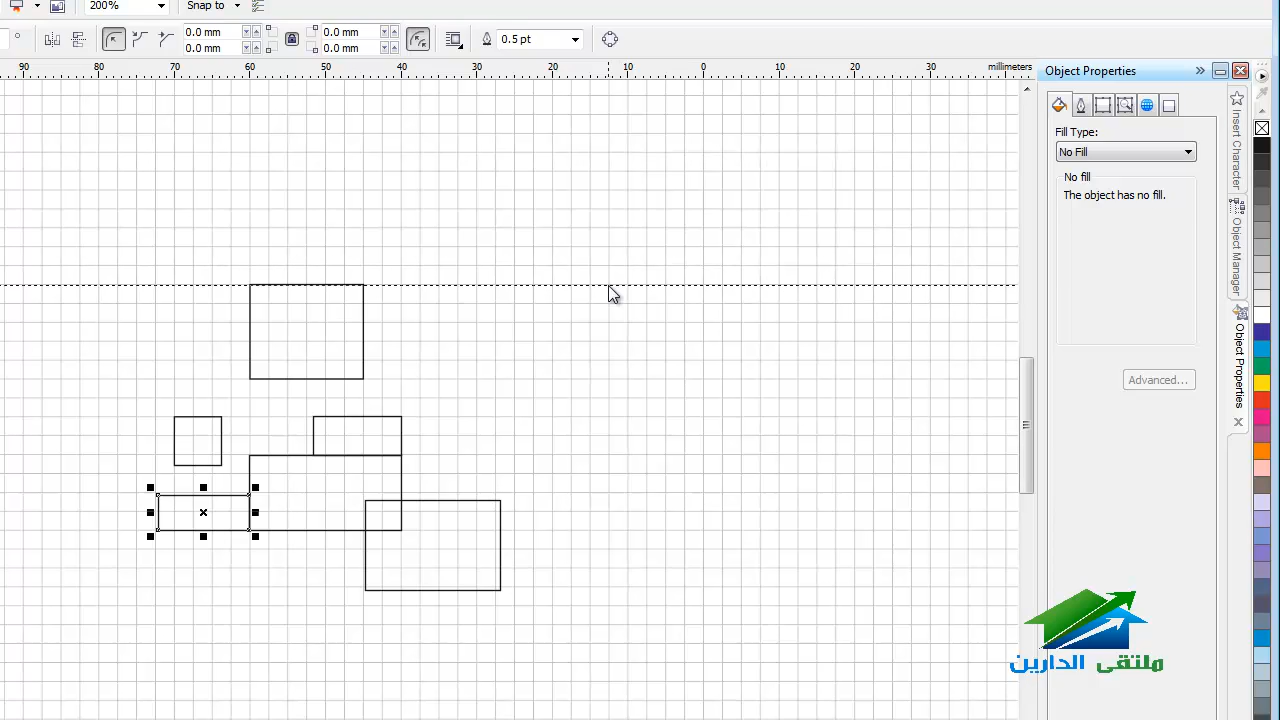 200%
Snap to
°
0.0 mm
0.0 mm
0.0 mm
0.0 mm
0.5 pt
90 80 70 60 50 40 30 20 10 0 10 20 30 millimeters
Object Properties
Fill Type:
No Fill
No fill
The object has no fill.
Advanced...
Insert Character
Object Manager
Object Properties
ملتقى الدارين